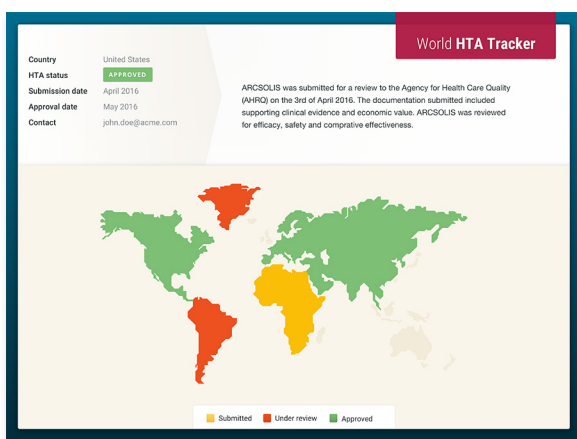 World HTA Tracker
Country United States
HTA status APPROVED
Submission date April 2016
Approval date May 2016
Contact john.doe@acme.com
ARCSOLIS was submitted for a review to the Agency for Health Care Quality
(AHRQ) on the 3rd of April 2016. The documentation submitted included
supporting clinical evidence and economic value. ARCSOLIS was reviewed
for efficacy, safety and comprative effectiveness.
Submitted Under review Approved